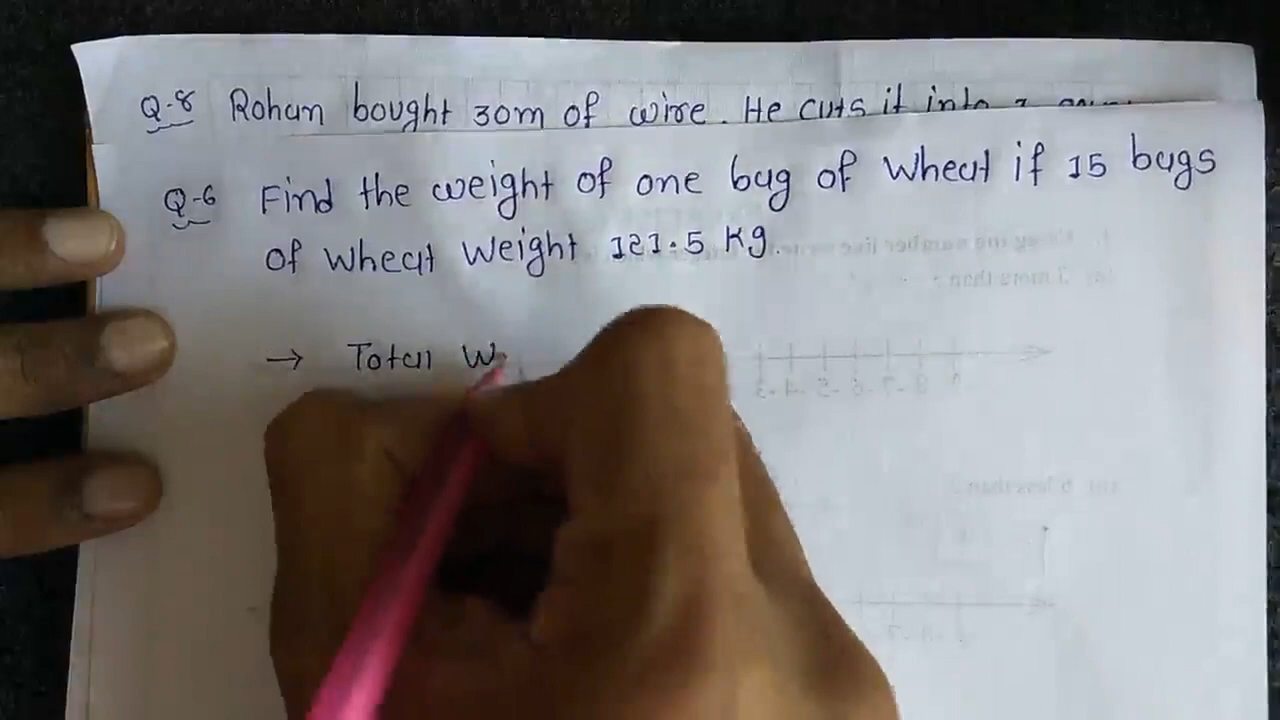 Q-8 Rohan bought 30m of wire. He cuts it into
Q-6 Find the weight of one bag of wheat if 15 bags
of wheat weight 121.5 Kg.
→ Total W